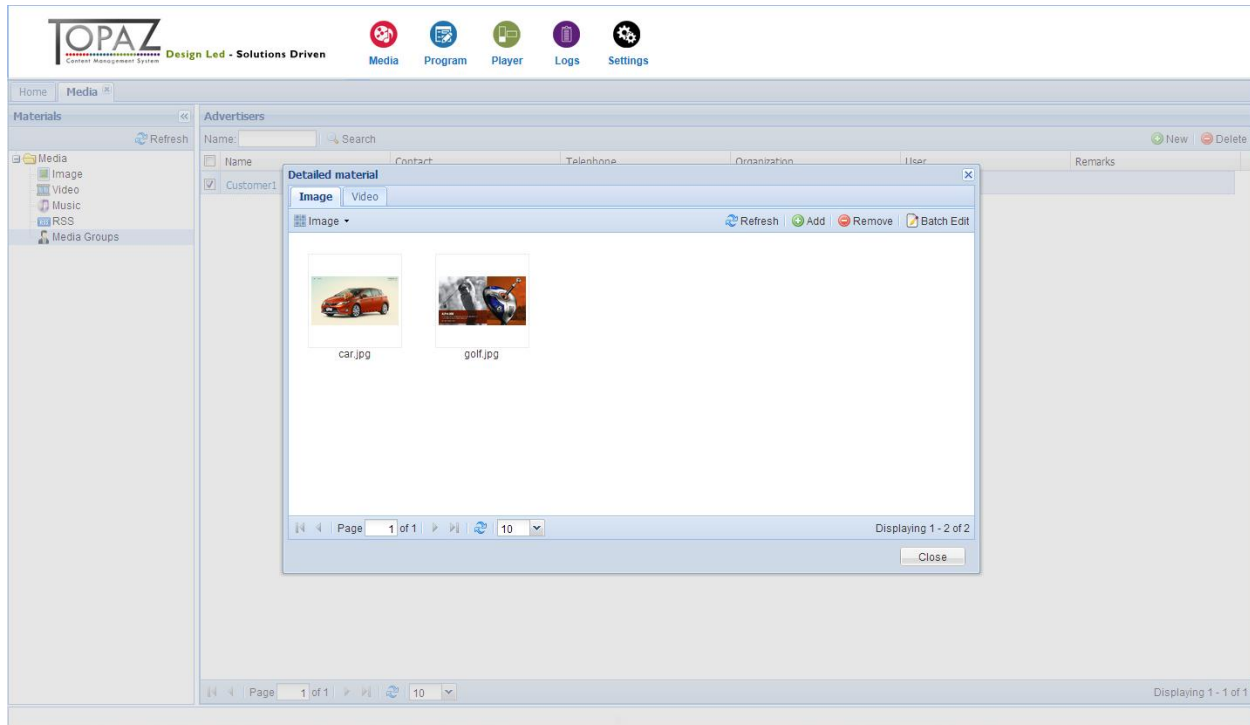 TOPAZ
Content Management System
Design Led - Solutions Driven
Media Program Player Logs Settings
Home Media
Materials
Refresh
Media
Image
Video
Music
RSS
Media Groups
Advertisers
Name: Search New Delete
Name Contact Telephone Organization User Remarks
Customer1
Detailed material
Image Video
Image Refresh Add Remove Batch Edit
car.jpg golf.jpg
Page 1 of 1 10 Displaying 1 - 2 of 2
Close
Page 1 of 1 10 Displaying 1 - 1 of 1